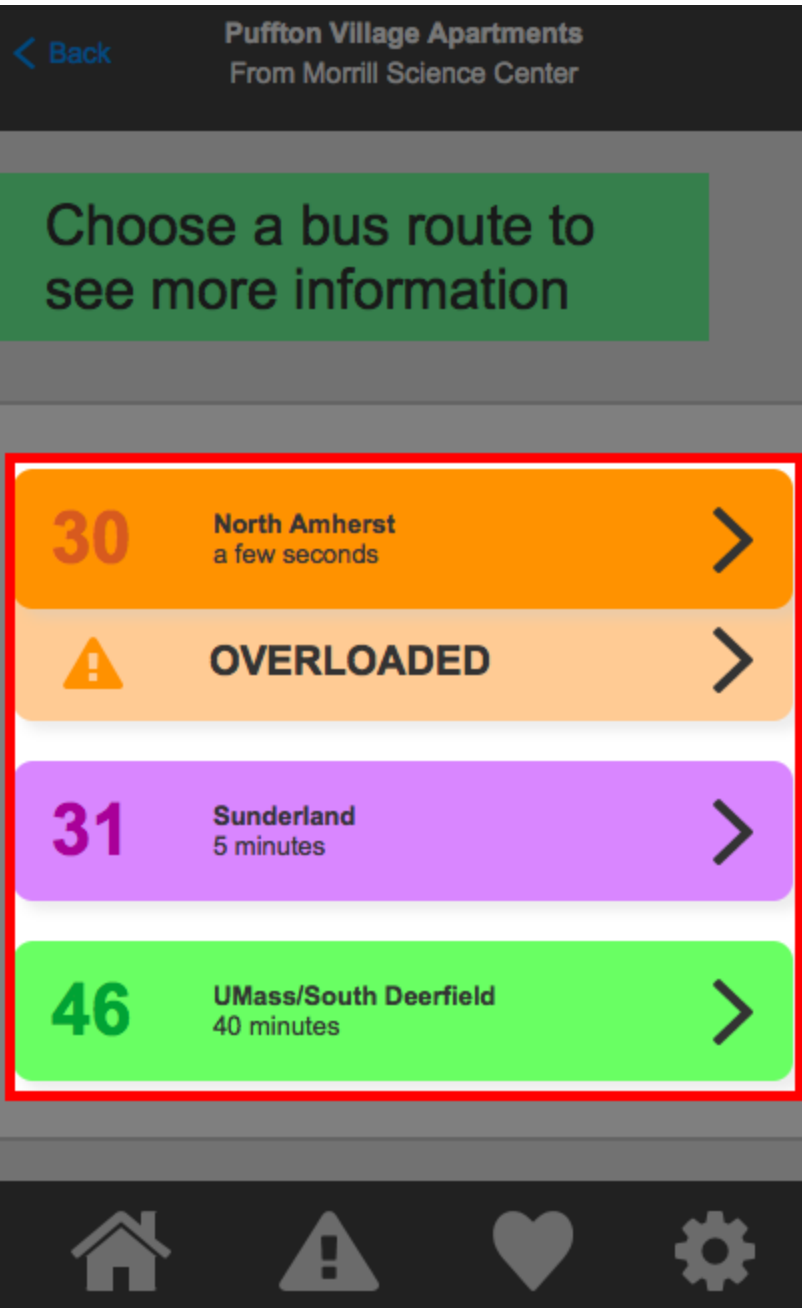 Back
Puffton Village Apartments
From Morrill Science Center
Choose a bus route to
see more information
30
North Amherst
a few seconds
OVERLOADED
31
Sunderland
5 minutes
46
UMass/South Deerfield
40 minutes